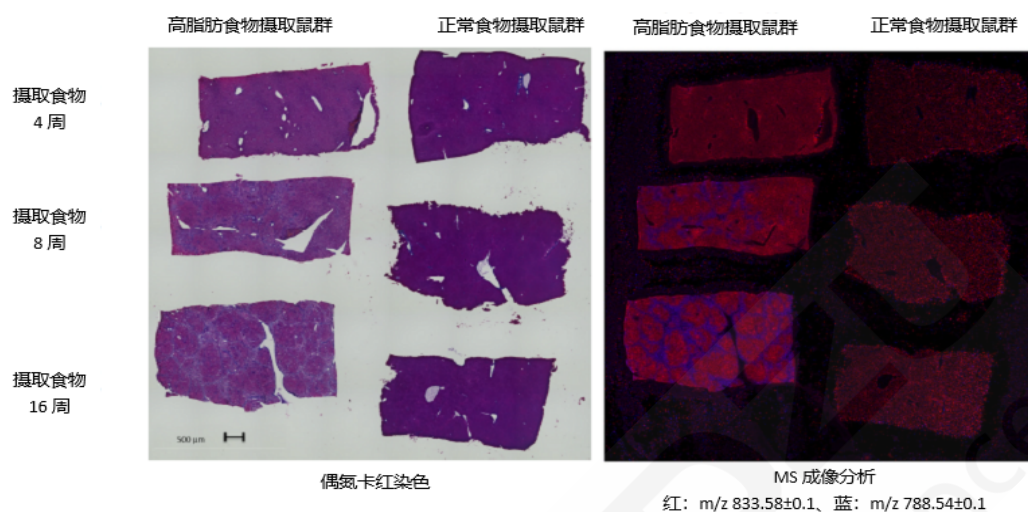 高脂肪食物摄取鼠群 正常食物摄取鼠群 高脂肪食物摄取鼠群 正常食物摄取鼠群
摄取食物
4 周
摄取食物
8 周
摄取食物
16 周
500 μm
偶氮卡红染色
MS 成像分析
红：m/z 833.58±0.1、蓝：m/z 788.54±0.1